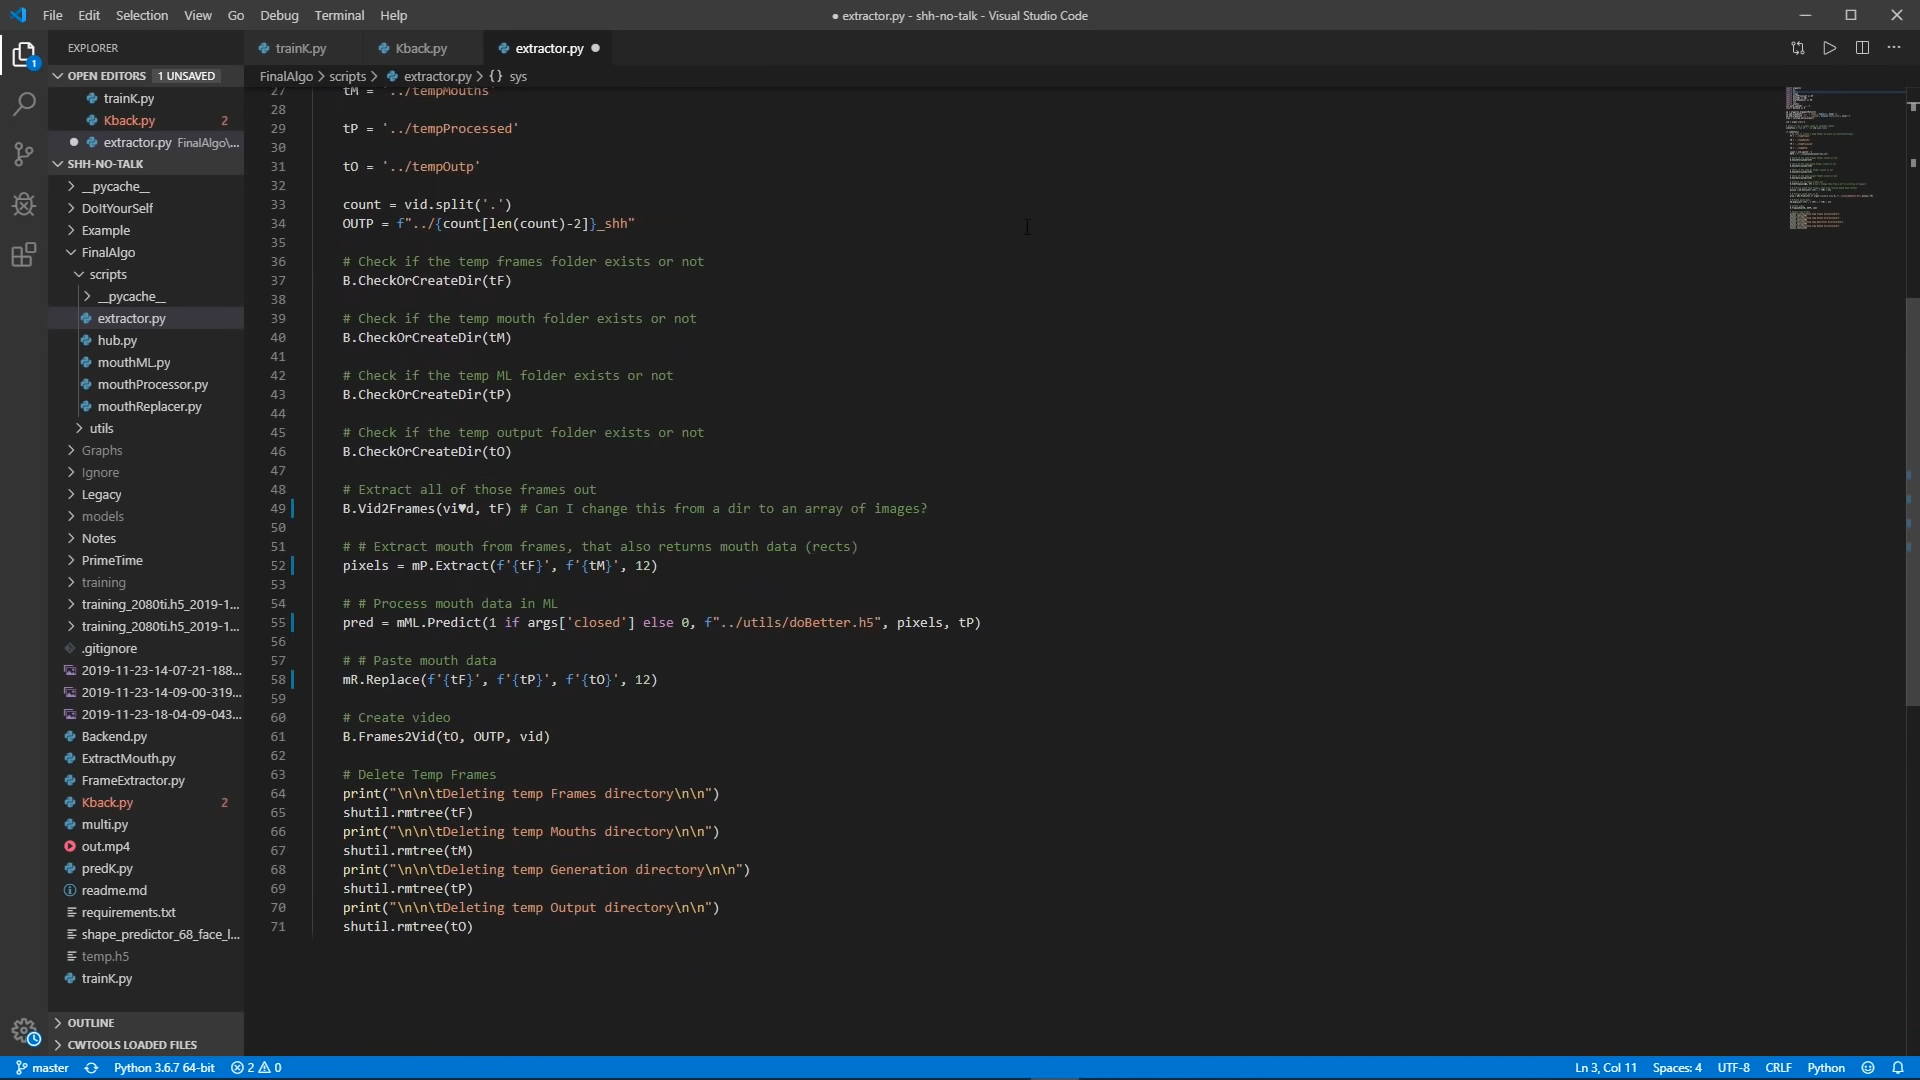 File Edit Selection View Go Debug Terminal Help
● extractor.py - shh-no-talk - Visual Studio Code
EXPLORER
OPEN EDITORS 1 UNSAVED
trainK.py
Kback.py 2
extractor.py FinalAlgo\...
SHH-NO-TALK
__pycache__
DoItYourSelf
Example
FinalAlgo
scripts
__pycache__
extractor.py
hub.py
mouthML.py
mouthProcessor.py
mouthReplacer.py
utils
Graphs
Ignore
Legacy
models
Notes
PrimeTime
training
training_2080ti.h5_2019-1...
training_2080ti.h5_2019-1...
.gitignore
2019-11-23-14-07-21-188...
2019-11-23-14-09-00-319...
2019-11-23-18-04-09-043...
Backend.py
ExtractMouth.py
FrameExtractor.py
Kback.py 2
multi.py
out.mp4
predK.py
readme.md
requirements.txt
shape_predictor_68_face_l...
temp.h5
trainK.py
OUTLINE
CWTOOLS LOADED FILES
trainK.py Kback.py extractor.py ●
FinalAlgo > scripts > extractor.py > {} sys
27 tM = '../tempMouths'
28
29 tP = '../tempProcessed'
30
31 tO = '../tempOutp'
32
33 count = vid.split('.')
34 OUTP = f"../{count[len(count)-2]}_shh"
35
36 # Check if the temp frames folder exists or not
37 B.CheckOrCreateDir(tF)
38
39 # Check if the temp mouth folder exists or not
40 B.CheckOrCreateDir(tM)
41
42 # Check if the temp ML folder exists or not
43 B.CheckOrCreateDir(tP)
44
45 # Check if the temp output folder exists or not
46 B.CheckOrCreateDir(tO)
47
48 # Extract all of those frames out
49 B.Vid2Frames(vi♥d, tF) # Can I change this from a dir to an array of images?
50
51 # # Extract mouth from frames, that also returns mouth data (rects)
52 pixels = mP.Extract(f'{tF}', f'{tM}', 12)
53
54 # # Process mouth data in ML
55 pred = mML.Predict(1 if args['closed'] else 0, f"../utils/doBetter.h5", pixels, tP)
56
57 # # Paste mouth data
58 mR.Replace(f'{tF}', f'{tP}', f'{tO}', 12)
59
60 # Create video
61 B.Frames2Vid(tO, OUTP, vid)
62
63 # Delete Temp Frames
64 print("\n\n\tDeleting temp Frames directory\n\n")
65 shutil.rmtree(tF)
66 print("\n\n\tDeleting temp Mouths directory\n\n")
67 shutil.rmtree(tM)
68 print("\n\n\tDeleting temp Generation directory\n\n")
69 shutil.rmtree(tP)
70 print("\n\n\tDeleting temp Output directory\n\n")
71 shutil.rmtree(tO)
1
master Python 3.6.7 64-bit 2 0 Ln 3, Col 11 Spaces: 4 UTF-8 CRLF Python